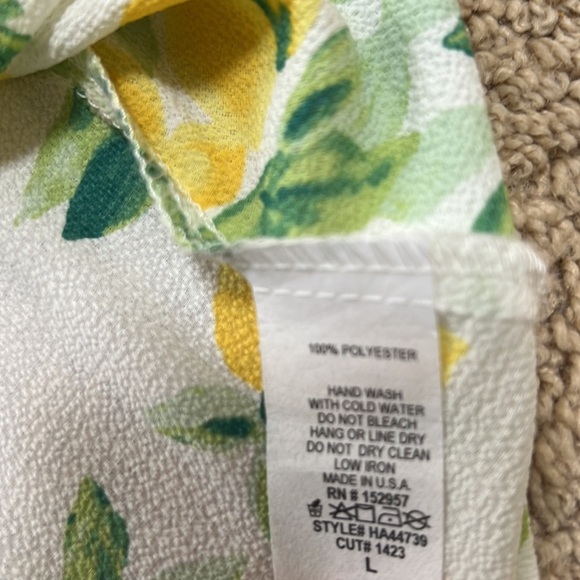 100% POLYESTER
HAND WASH
WITH COLD WATER
DO NOT BLEACH
HANG OR LINE DRY
DO NOT DRY CLEAN
LOW IRON
MADE IN U.S.A.
RN # 152957
STYLE# HA44739
CUT# 1423
L